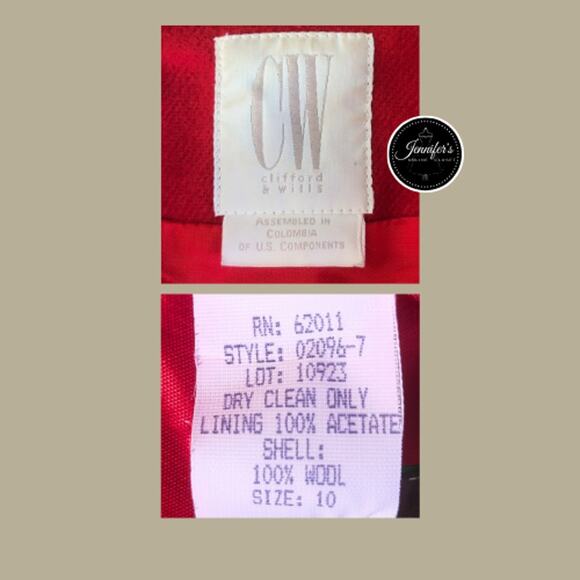 CW
clifford
& wills
ASSEMBLED IN
COLOMBIA
OF U.S. COMPONENTS
Jennifer's
RN: 62011
STYLE: 02096-7
LOT: 10923
DRY CLEAN ONLY
LINING 100% ACETATE
SHELL:
100% WOOL
SIZE: 10